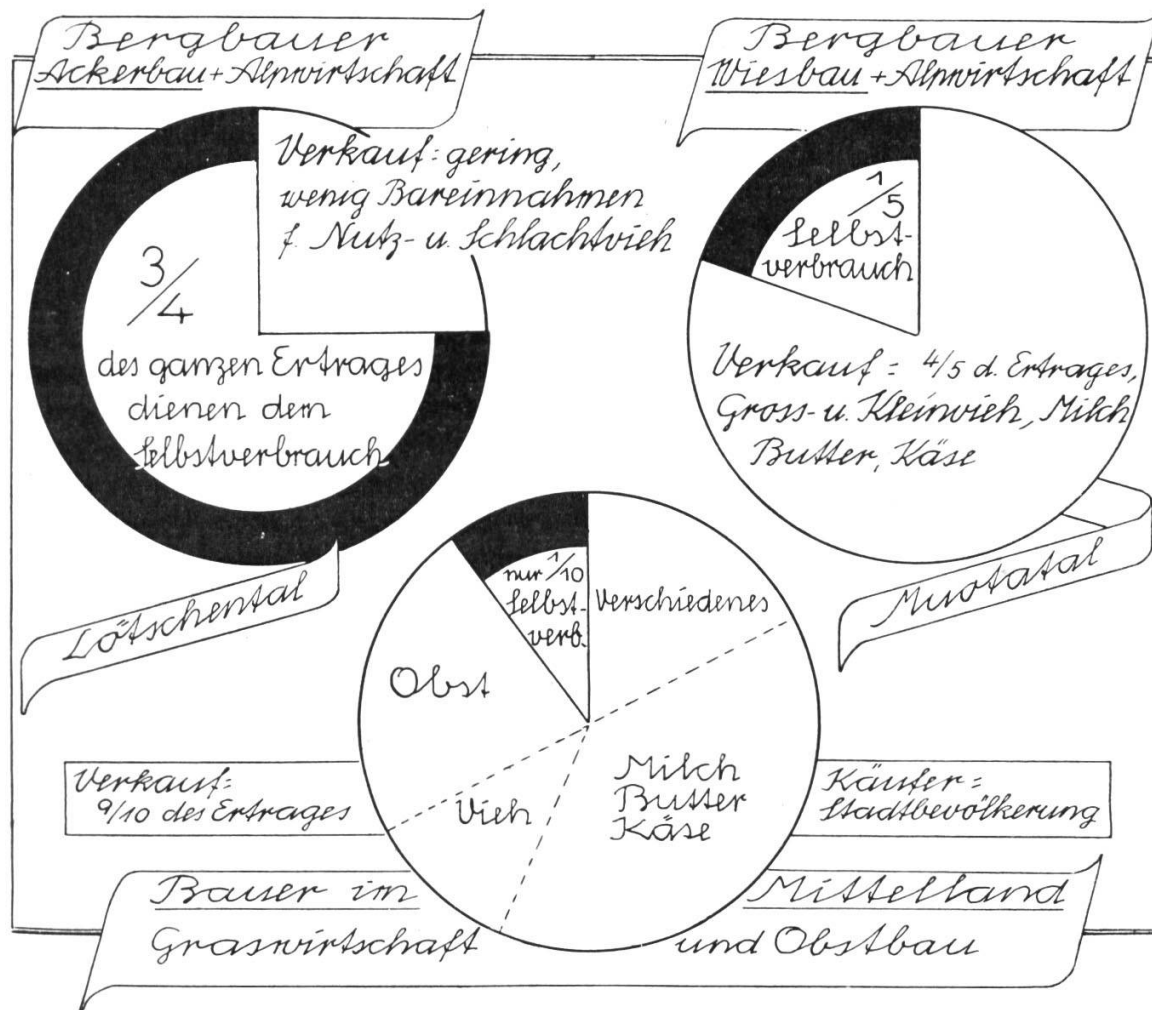 Bergbauer
Ackerbau + Alpwirtschaft
Verkauf: gering,
wenig Bareinnahmen
f. Nutz- u. Schlachtvieh
3/4
des ganzen Ertrages
dienen dem
Selbstverbrauch
Lötschental
Bergbauer
Wiesbau + Alpwirtschaft
1/5
Selbst-
verbrauch
Verkauf = 4/5 d. Ertrages,
Gross- u. Kleinvieh, Milch
Butter, Käse
Muotatal
nur 1/10
Selbst-
verb.
Verschiedenes
Obst
Vieh
Milch
Butter
Käse
Verkauf:
9/10 des Ertrages
Käufer =
Stadtbevölkerung
Bauer im Mittelland
Graswirtschaft und Obstbau